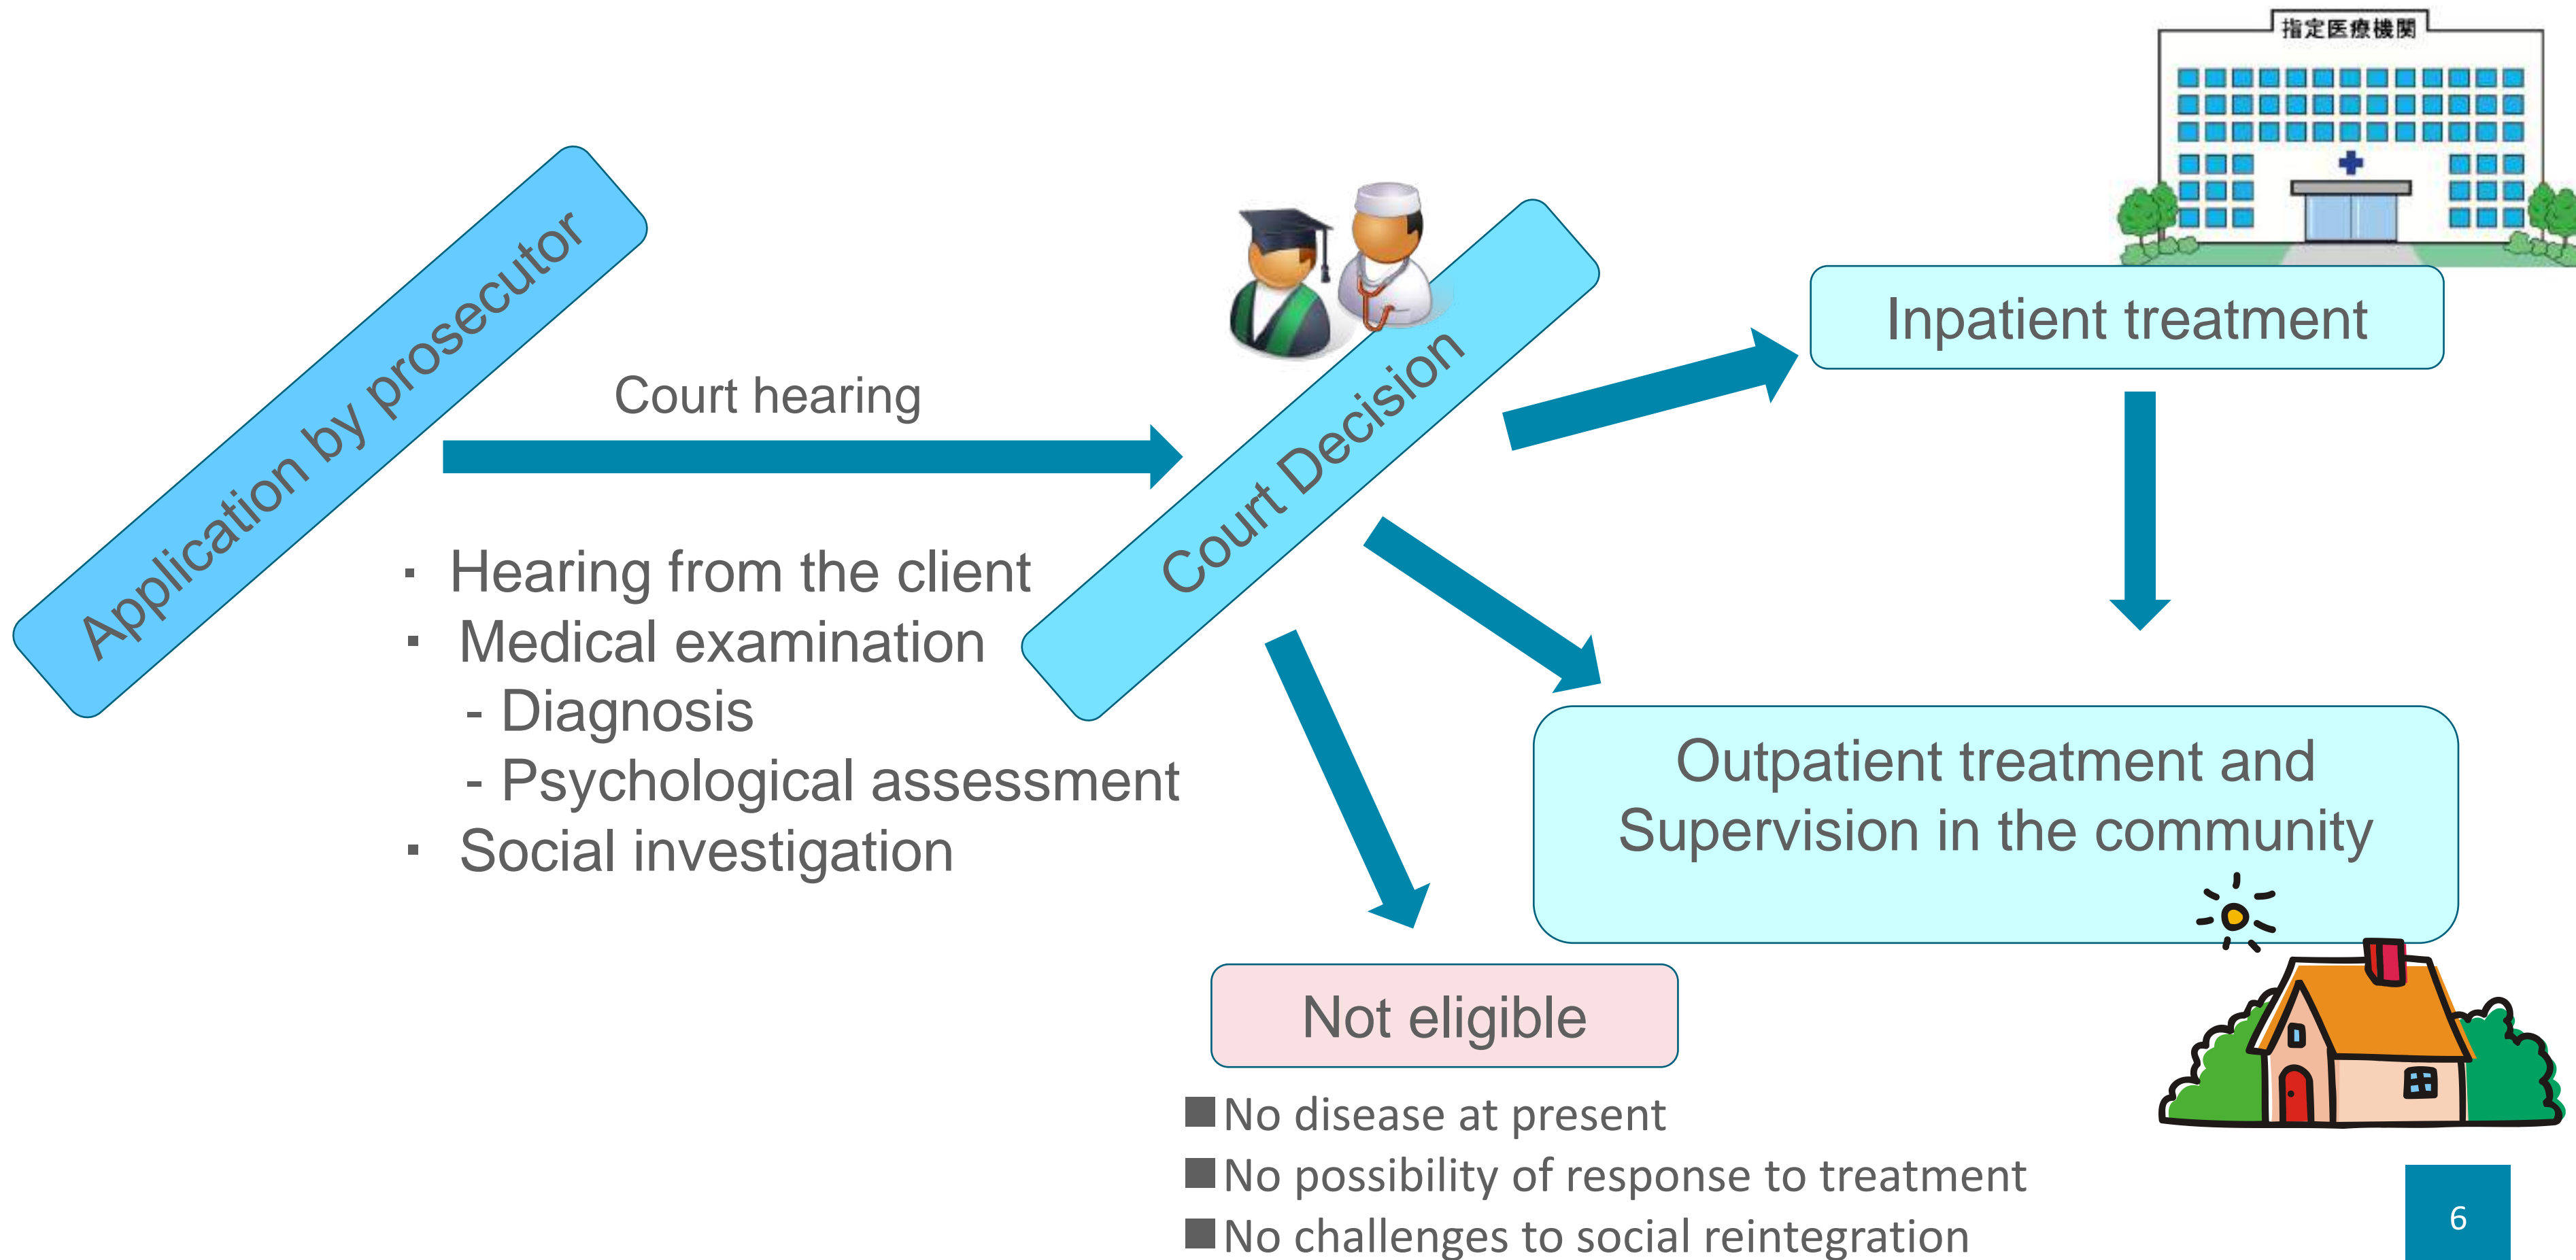 指定医療機関
Application by prosecutor
Court hearing
Court Decision
Inpatient treatment
· Hearing from the client
· Medical examination
- Diagnosis
- Psychological assessment
· Social investigation
Outpatient treatment and
Supervision in the community
Not eligible
■No disease at present
■No possibility of response to treatment
■No challenges to social reintegration
6